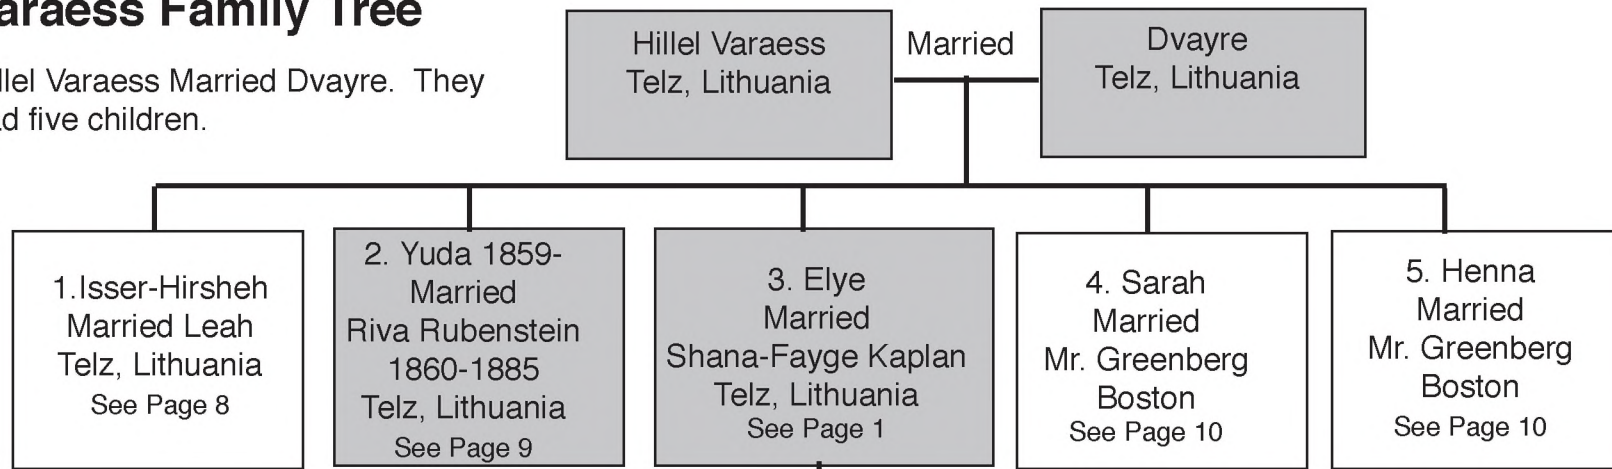 araess Family Tree
llel Varaess Married Dvayre. They
d five children.
Hillel Varaess
Telz, Lithuania
Married
Dvayre
Telz, Lithuania
1.Isser-Hirsheh
Married Leah
Telz, Lithuania
See Page 8
2. Yuda 1859-
Married
Riva Rubenstein
1860-1885
Telz, Lithuania
See Page 9
3. Elye
Married
Shana-Fayge Kaplan
Telz, Lithuania
See Page 1
4. Sarah
Married
Mr. Greenberg
Boston
See Page 10
5. Henna
Married
Mr. Greenberg
Boston
See Page 10